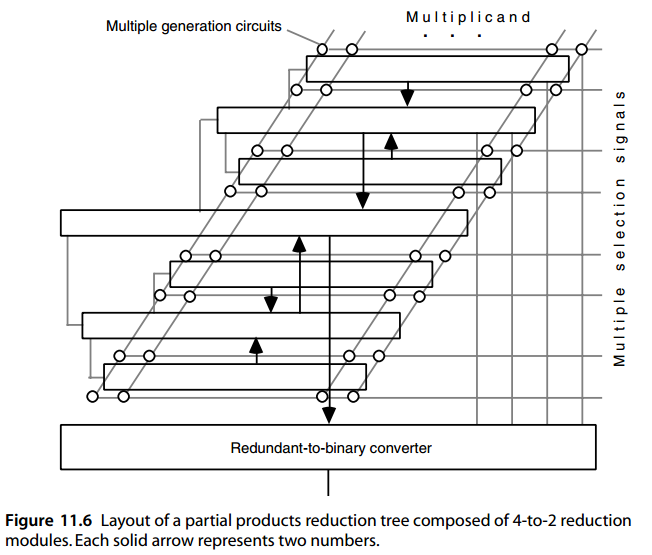 Multiplicand
. . .
Multiple generation circuits
Multiple selection signals
Redundant-to-binary converter
Figure 11.6 Layout of a partial products reduction tree composed of 4-to-2 reduction
modules. Each solid arrow represents two numbers.